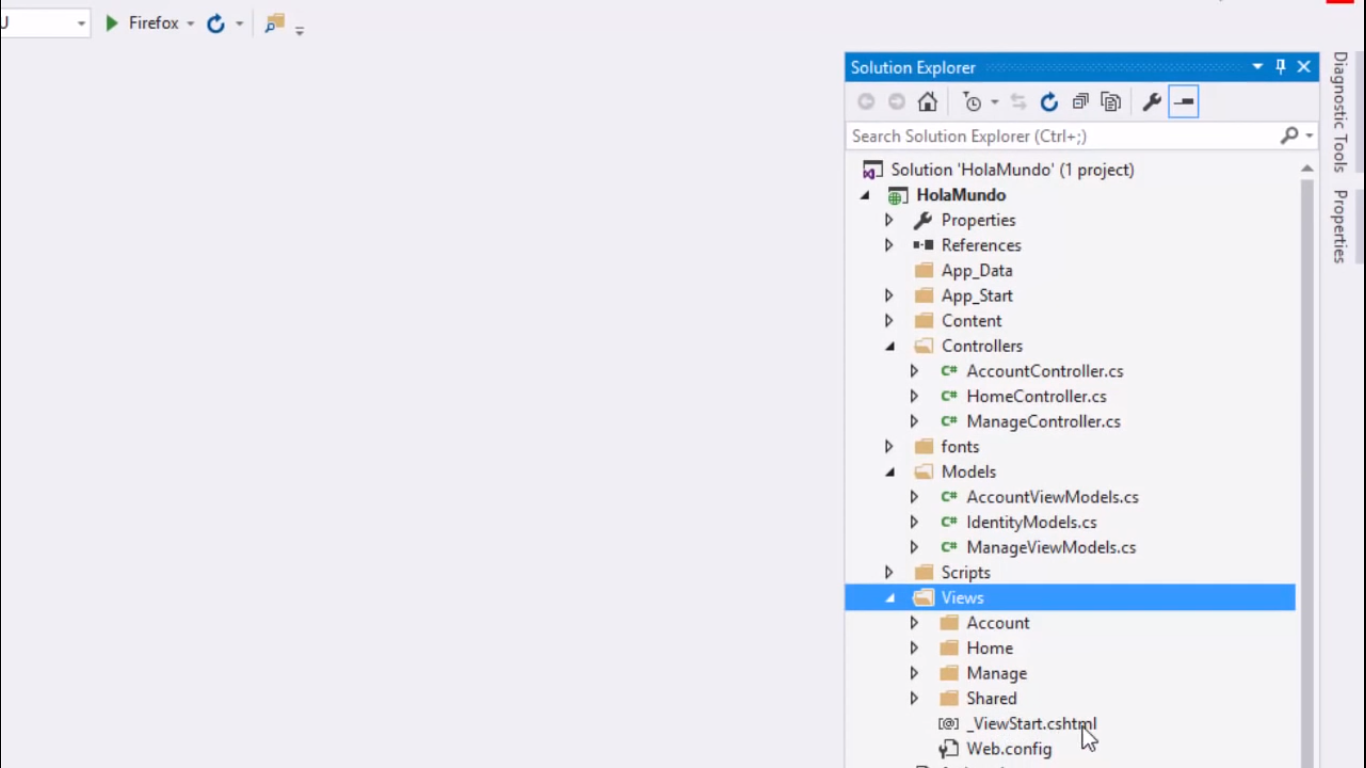 Firefox
Solution Explorer
Search Solution Explorer (Ctrl+;)
Solution 'HolaMundo' (1 project)
HolaMundo
Properties
References
App_Data
App_Start
Content
Controllers
C# AccountController.cs
C# HomeController.cs
C# ManageController.cs
fonts
Models
C# AccountViewModels.cs
C# IdentityModels.cs
C# ManageViewModels.cs
Scripts
Views
Account
Home
Manage
Shared
[@] _ViewStart.cshtml
Web.config
Diagnostic Tools
Properties